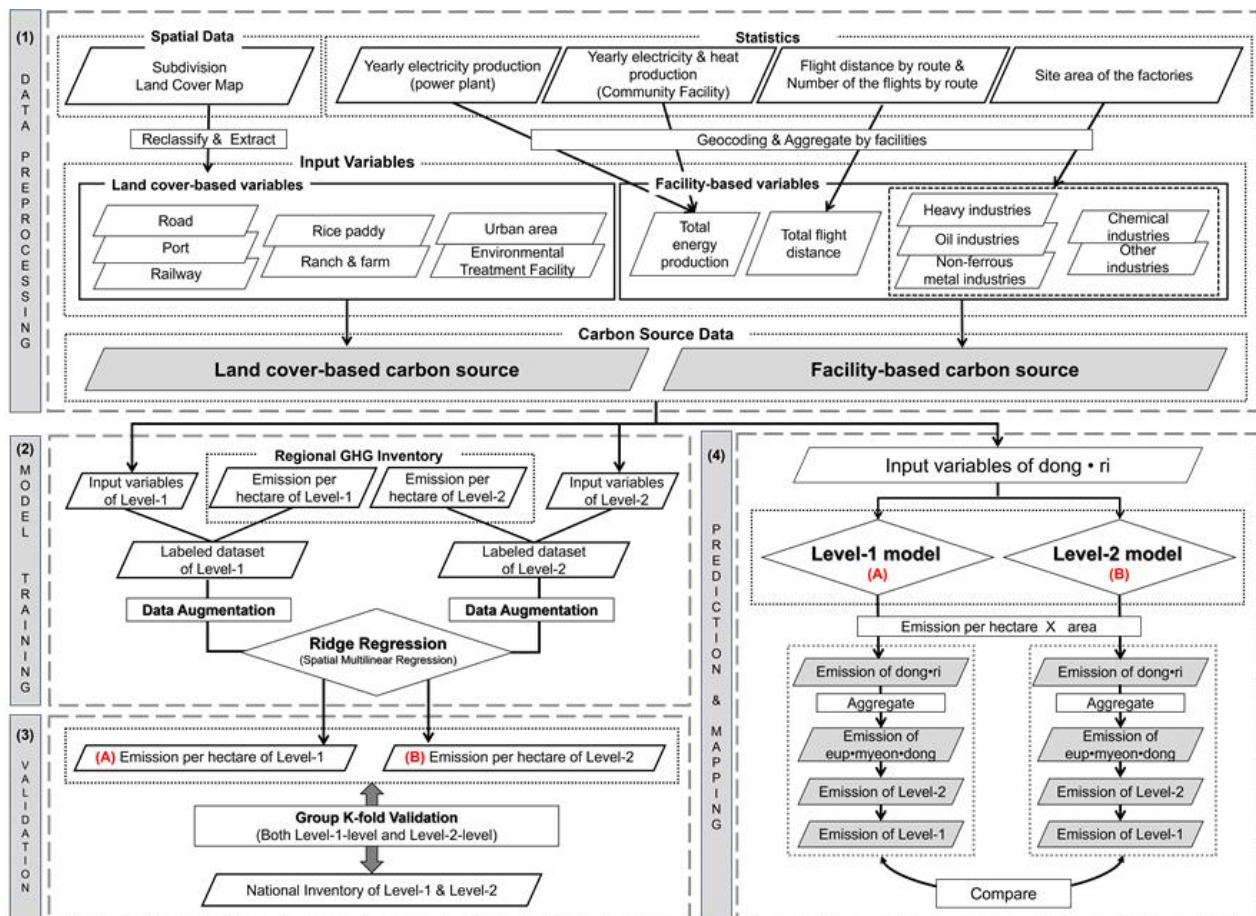 (1)
DATA PREPROCESSING
Spatial Data
Subdivision
Land Cover Map
Reclassify & Extract
Statistics
Yearly electricity production
(power plant)
Yearly electricity & heat
production
(Community Facility)
Flight distance by route &
Number of the flights by route
Site area of the factories
Geocoding & Aggregate by facilities
Input Variables
Land cover-based variables
Road
Port
Railway
Rice paddy
Ranch & farm
Urban area
Environmental
Treatment Facility
Facility-based variables
Total
energy
production
Total flight
distance
Heavy industries
Oil industries
Non-ferrous
metal industries
Chemical
industries
Other
industries
Carbon Source Data
Land cover-based carbon source
Facility-based carbon source
(2)
MODEL TRAINING
Regional GHG Inventory
Input variables
of Level-1
Emission per
hectare of Level-1
Emission per
hectare of Level-2
Input variables
of Level-2
Labeled dataset
of Level-1
Labeled dataset
of Level-2
Data Augmentation
Data Augmentation
Ridge Regression
(Spatial Multilinear Regression)
(3)
VALIDATION
(A) Emission per hectare of Level-1
(B) Emission per hectare of Level-2
Group K-fold Validation
(Both Level-1-level and Level-2-level)
National Inventory of Level-1 & Level-2
(4)
PREDICTION & MAPPING
Input variables of dong • ri
Level-1 model
(A)
Level-2 model
(B)
Emission per hectare X area
Emission of dong•ri
Aggregate
Emission of
eup•myeon•dong
Emission of Level-2
Emission of Level-1
Emission of dong•ri
Aggregate
Emission of
eup•myeon•dong
Emission of Level-2
Emission of Level-1
Compare